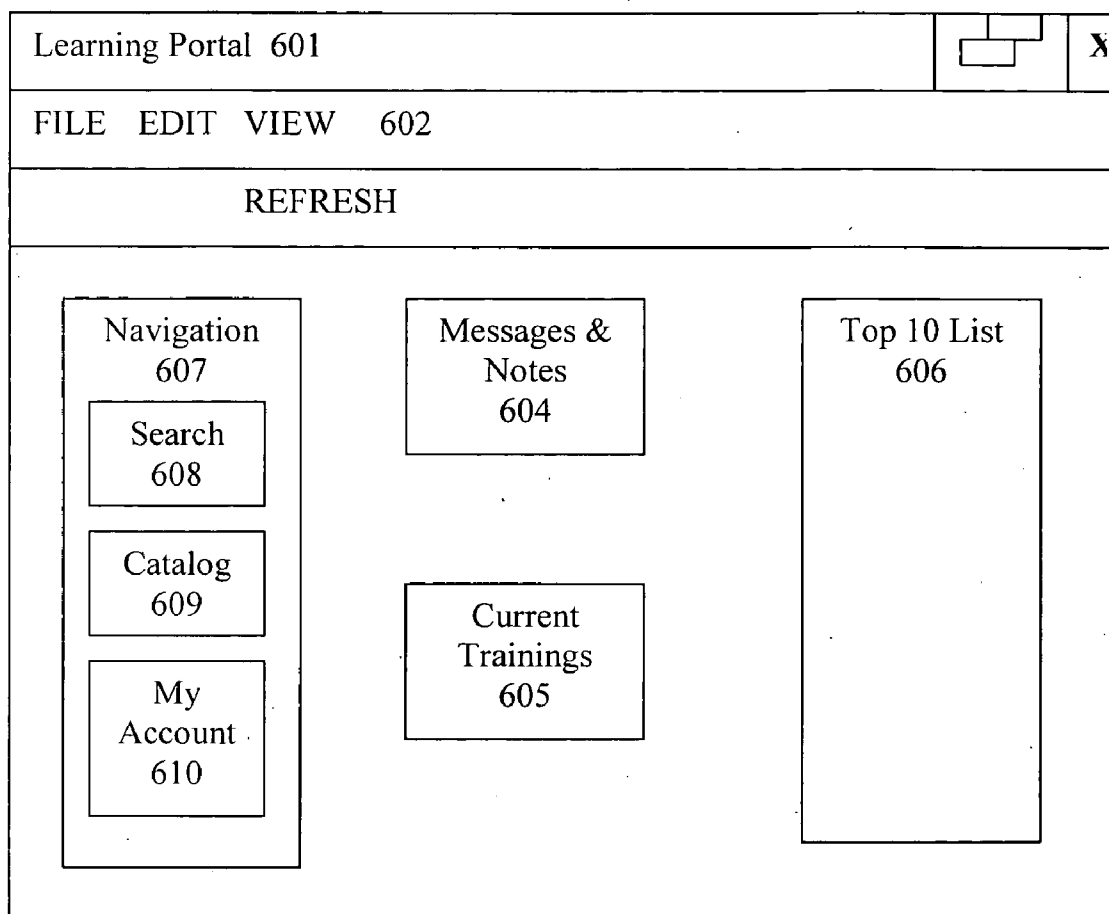 Learning Portal 601
X
FILE EDIT VIEW 602
REFRESH
Navigation
607
Search
608
Catalog
609
My
Account
610
Messages &
Notes
604
Current
Trainings
605
Top 10 List
606